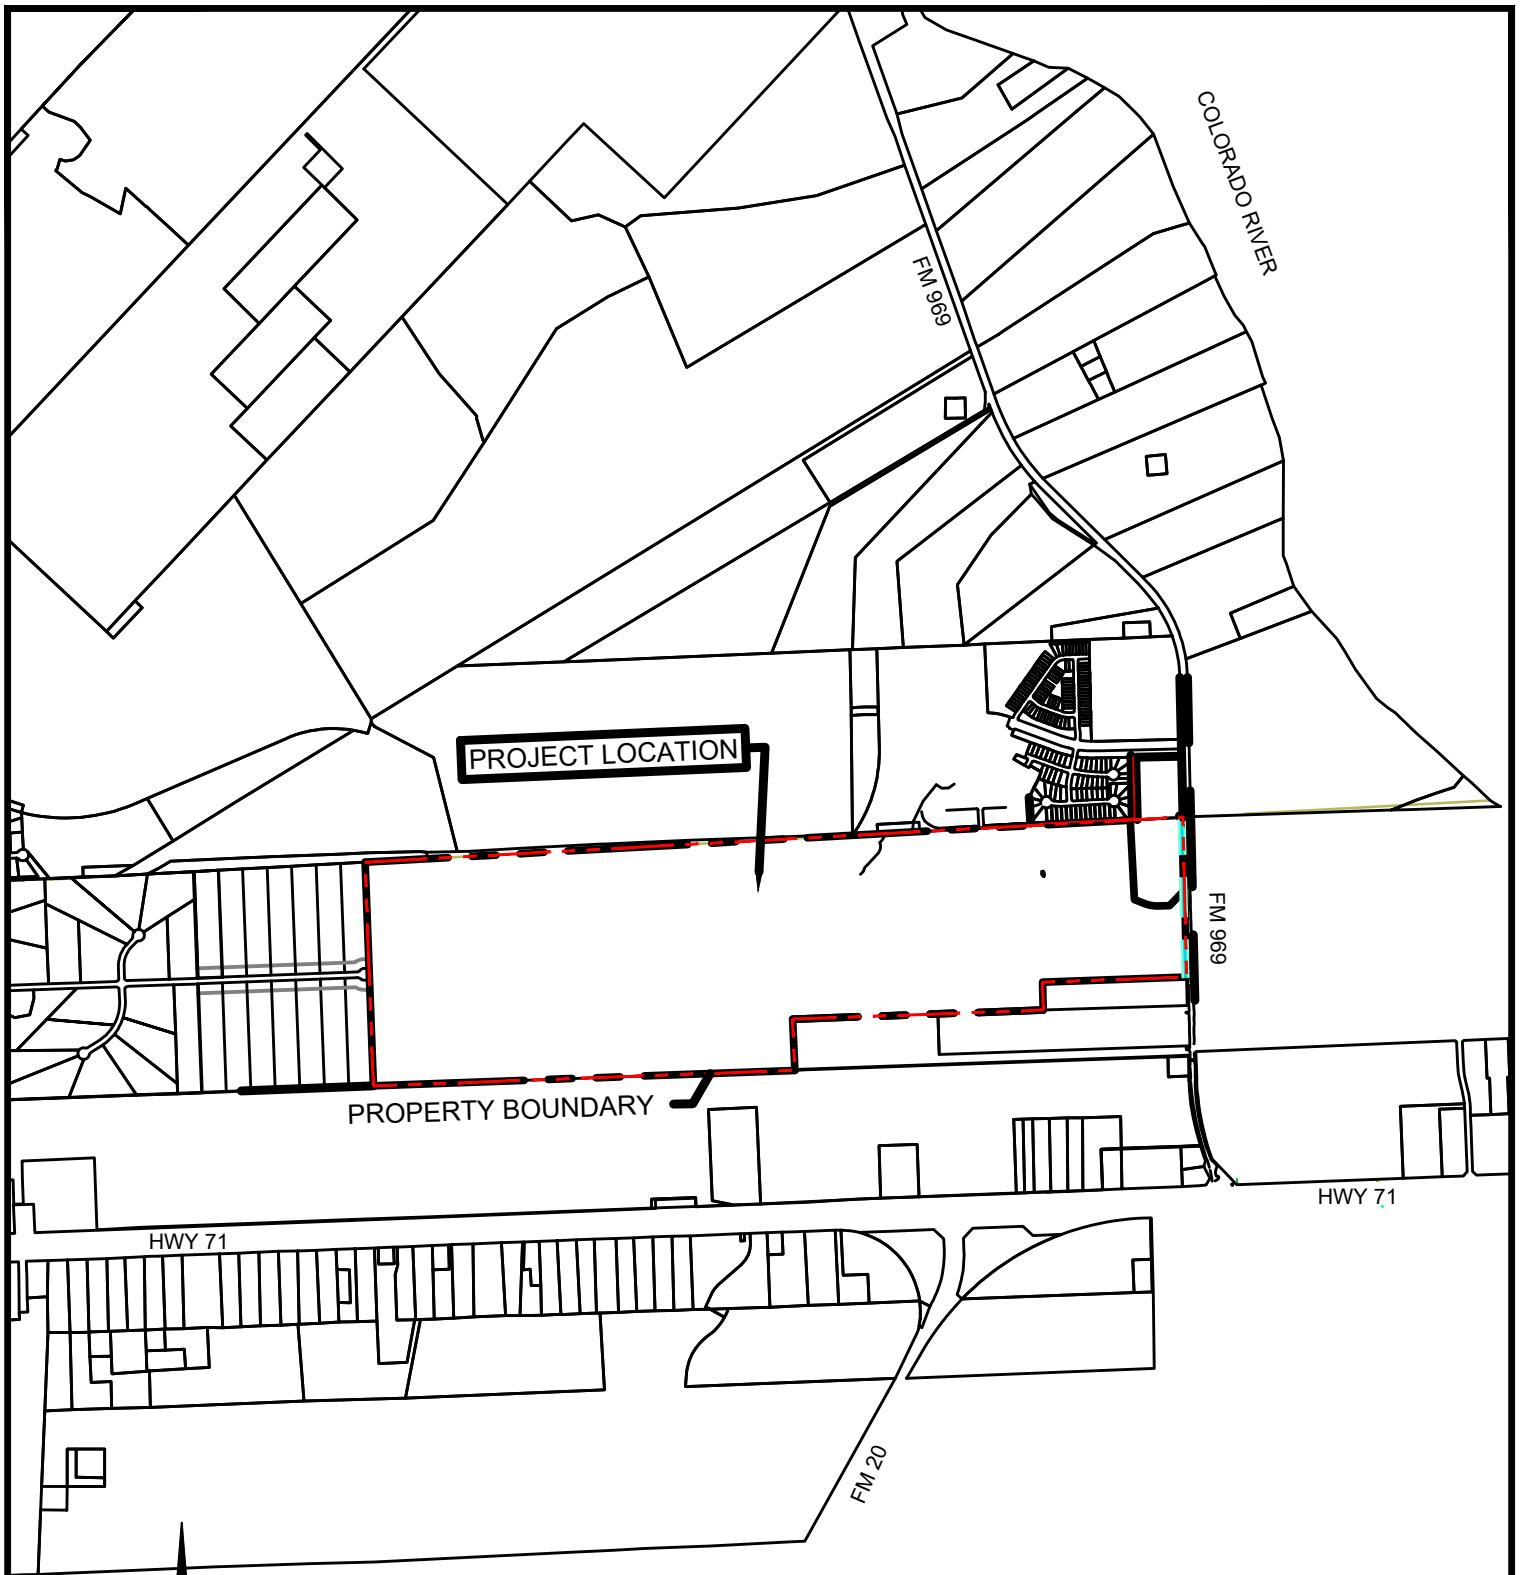 COLORADO RIVER
FM 969
PROJECT LOCATION
FM 969
PROPERTY BOUNDARY
HWY 71
HWY 71
FM 20